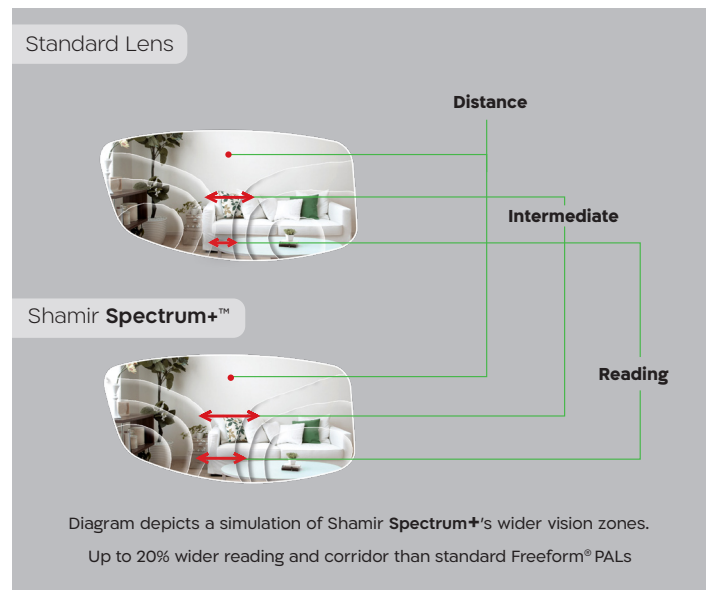 Standard Lens
Distance
Intermediate
Shamir Spectrum+™
Reading
Diagram depicts a simulation of Shamir Spectrum+'s wider vision zones.
Up to 20% wider reading and corridor than standard Freeform® PALs